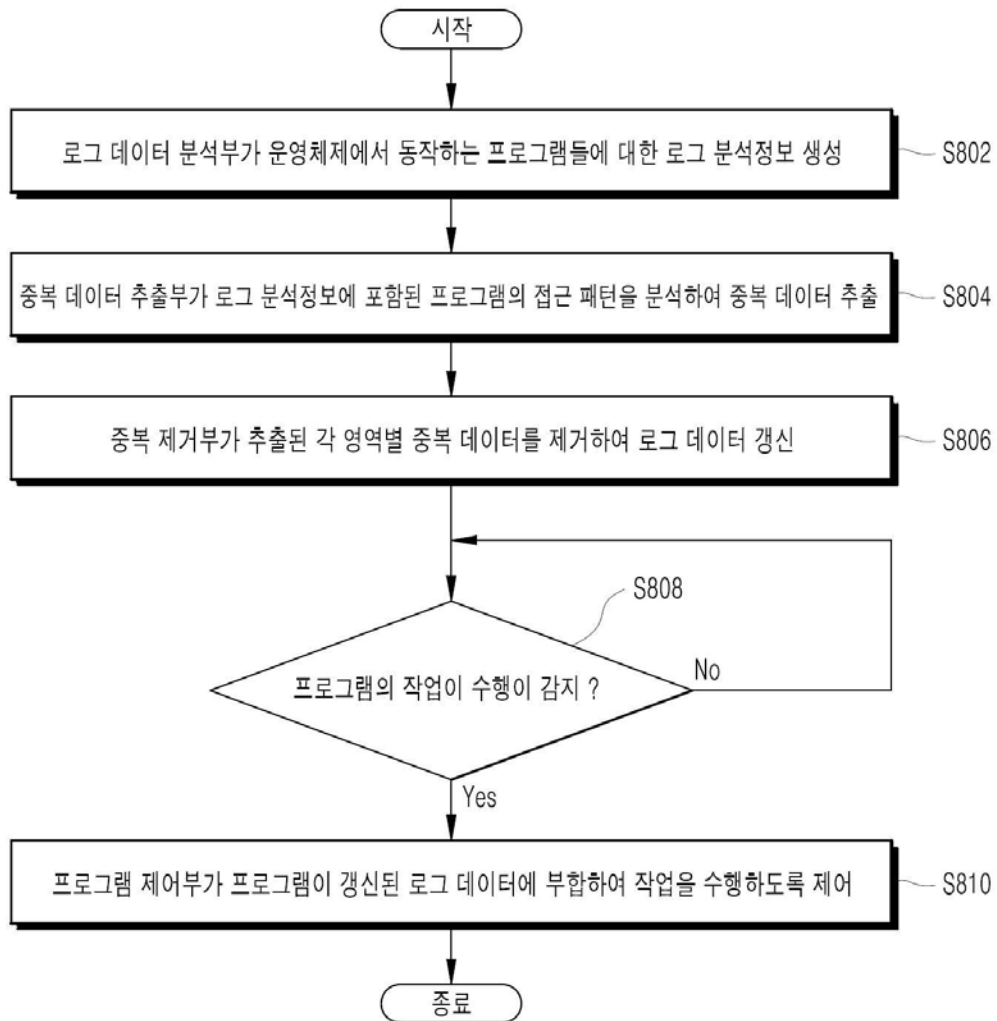 시작
로그 데이터 분석부가 운영체제에서 동작하는 프로그램들에 대한 로그 분석정보 생성
S802
중복 데이터 추출부가 로그 분석정보에 포함된 프로그램의 접근 패턴을 분석하여 중복 데이터 추출
S804
중복 제거부가 추출된 각 영역별 중복 데이터를 제거하여 로그 데이터 갱신
S806
S808
프로그램의 작업이 수행이 감지 ?
No
Yes
프로그램 제어부가 프로그램이 갱신된 로그 데이터에 부합하여 작업을 수행하도록 제어
S810
종료